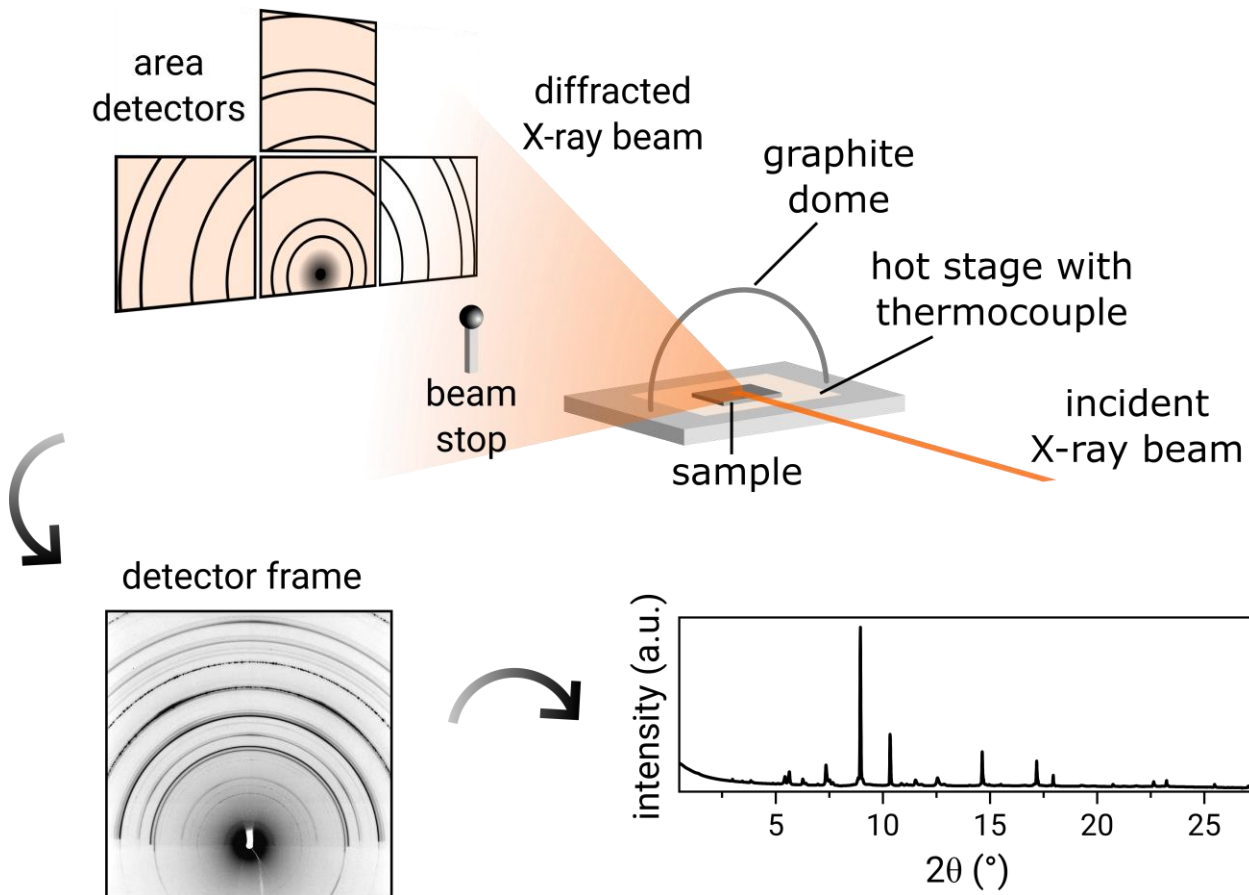 area
detectors
diffracted
X-ray beam
graphite
dome
hot stage with
thermocouple
beam
stop
sample
incident
X-ray beam
detector frame
intensity (a.u.)
5 10 15 20 25
2θ (°)